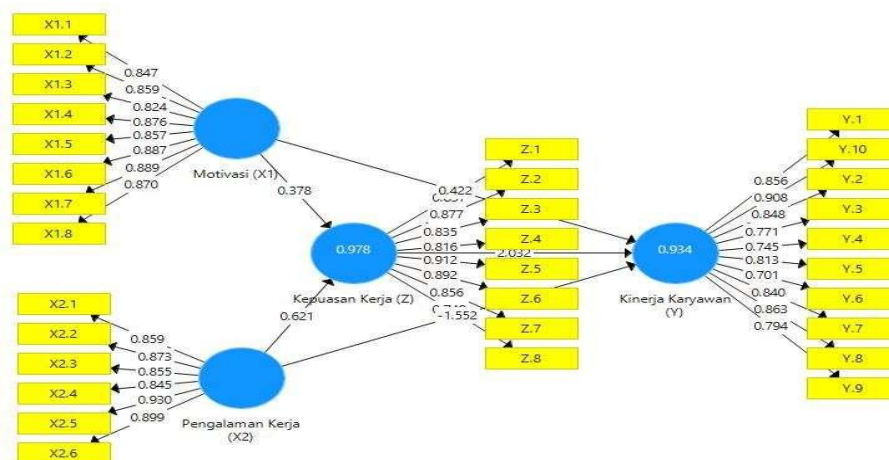 X1.1
X1.2
X1.3
X1.4
X1.5
X1.6
X1.7
X1.8
0.847
0.859
0.824
0.876
0.857
0.887
0.889
0.870
Motivasi (X1)
0.378
0.422
Z.1
Z.2
Z.3
Z.4
Z.5
Z.6
Z.7
Z.8
0.877
0.835
0.816
0.912
0.892
0.856
0.978
Kepuasan Kerja (Z)
2.032
-1.552
0.621
X2.1
X2.2
X2.3
X2.4
X2.5
X2.6
0.859
0.873
0.855
0.845
0.930
0.899
Pengalaman Kerja
(X2)
0.934
Kinerja Karyawan
(Y)
0.856
0.908
0.848
0.771
0.745
0.813
0.701
0.840
0.863
0.794
Y.1
Y.10
Y.2
Y.3
Y.4
Y.5
Y.6
Y.7
Y.8
Y.9